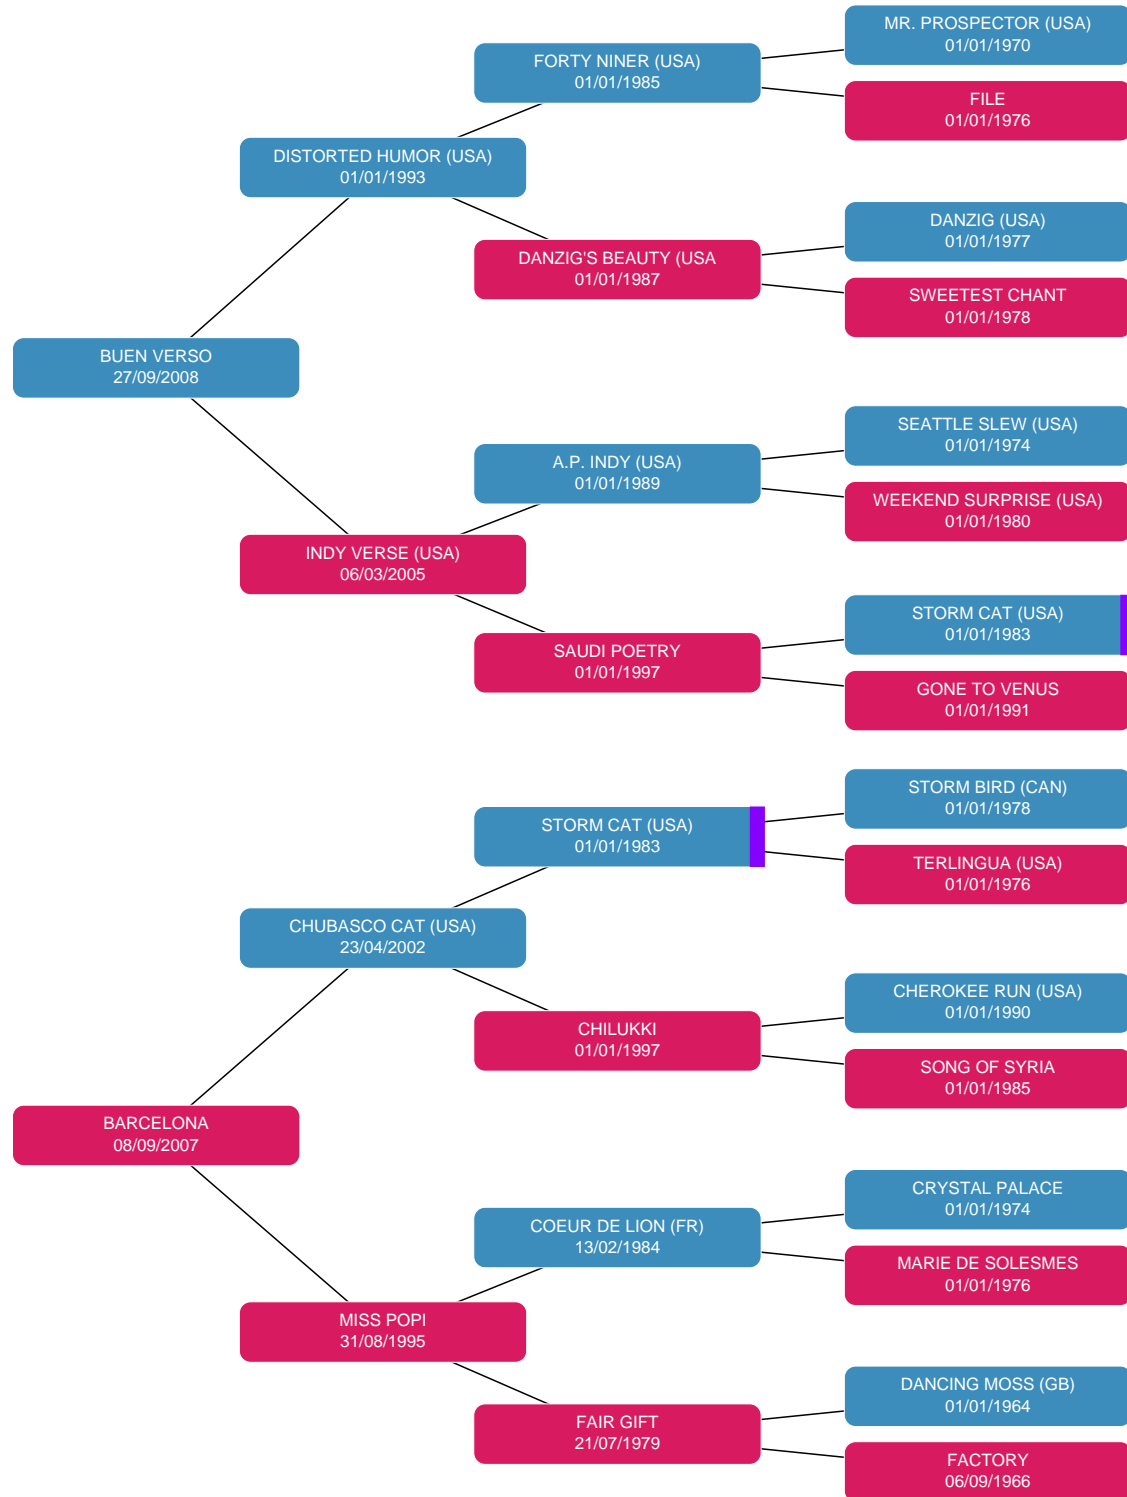 MR. PROSPECTOR (USA)
01/01/1970
FORTY NINER (USA)
01/01/1985
FILE
01/01/1976
DISTORTED HUMOR (USA)
01/01/1993
DANZIG (USA)
01/01/1977
DANZIG'S BEAUTY (USA
01/01/1987
SWEETEST CHANT
01/01/1978
BUEN VERSO
27/09/2008
SEATTLE SLEW (USA)
01/01/1974
A.P. INDY (USA)
01/01/1989
WEEKEND SURPRISE (USA)
01/01/1980
INDY VERSE (USA)
06/03/2005
STORM CAT (USA)
01/01/1983
SAUDI POETRY
01/01/1997
GONE TO VENUS
01/01/1991
STORM BIRD (CAN)
01/01/1978
STORM CAT (USA)
01/01/1983
TERLINGUA (USA)
01/01/1976
CHUBASCO CAT (USA)
23/04/2002
CHEROKEE RUN (USA)
01/01/1990
CHILUKKI
01/01/1997
SONG OF SYRIA
01/01/1985
BARCELONA
08/09/2007
CRYSTAL PALACE
01/01/1974
COEUR DE LION (FR)
13/02/1984
MARIE DE SOLESMES
01/01/1976
MISS POPI
31/08/1995
DANCING MOSS (GB)
01/01/1964
FAIR GIFT
21/07/1979
FACTORY
06/09/1966